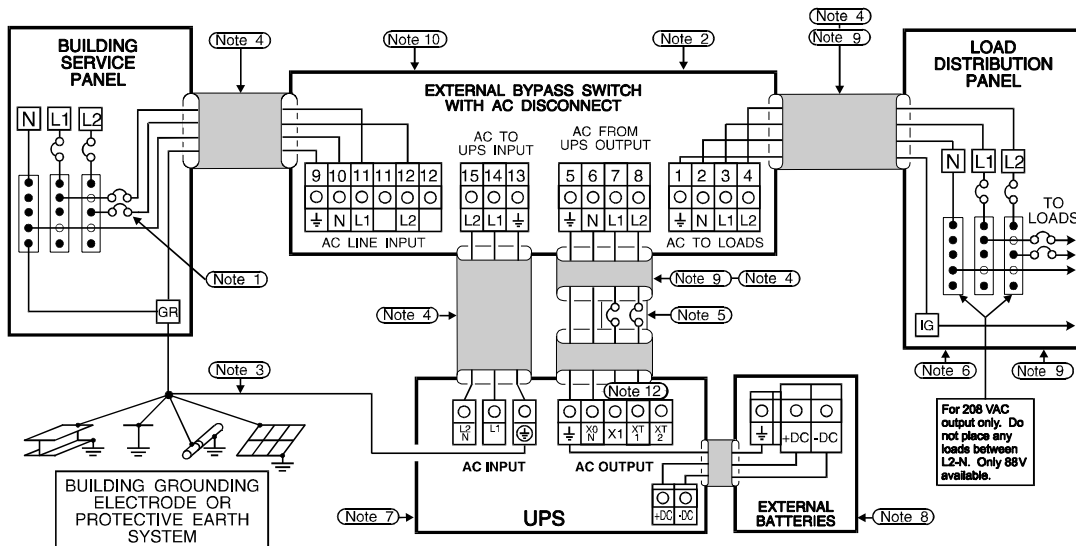 BUILDING
SERVICE
PANEL
Note 4
Note 10
Note 2
Note 4
Note 9
LOAD
DISTRIBUTION
PANEL
EXTERNAL BYPASS SWITCH
WITH AC DISCONNECT
N L1 L2
AC TO
UPS INPUT
AC FROM
UPS OUTPUT
9 10 11 11 12 12
N L1 L2
AC LINE INPUT
15 14 13
L2 L1
5 6 7 8
N L1 L2
1 2 3 4
N L1 L2
AC TO LOADS
N L1 L2
TO
LOADS
Note 1
GR
Note 4
Note 9
Note 4
Note 5
IG
Note 6
Note 9
Note 3
Note 12
L2
N
L1
X0
N
X1
XT
1
XT
2
AC INPUT
AC OUTPUT
+DC -DC
+DC -DC
UPS
Note 7
EXTERNAL
BATTERIES
Note 8
For 208 VAC
output only. Do
not place any
loads between
L2-N. Only 88V
available.
BUILDING GROUNDING
ELECTRODE OR
PROTECTIVE EARTH
SYSTEM